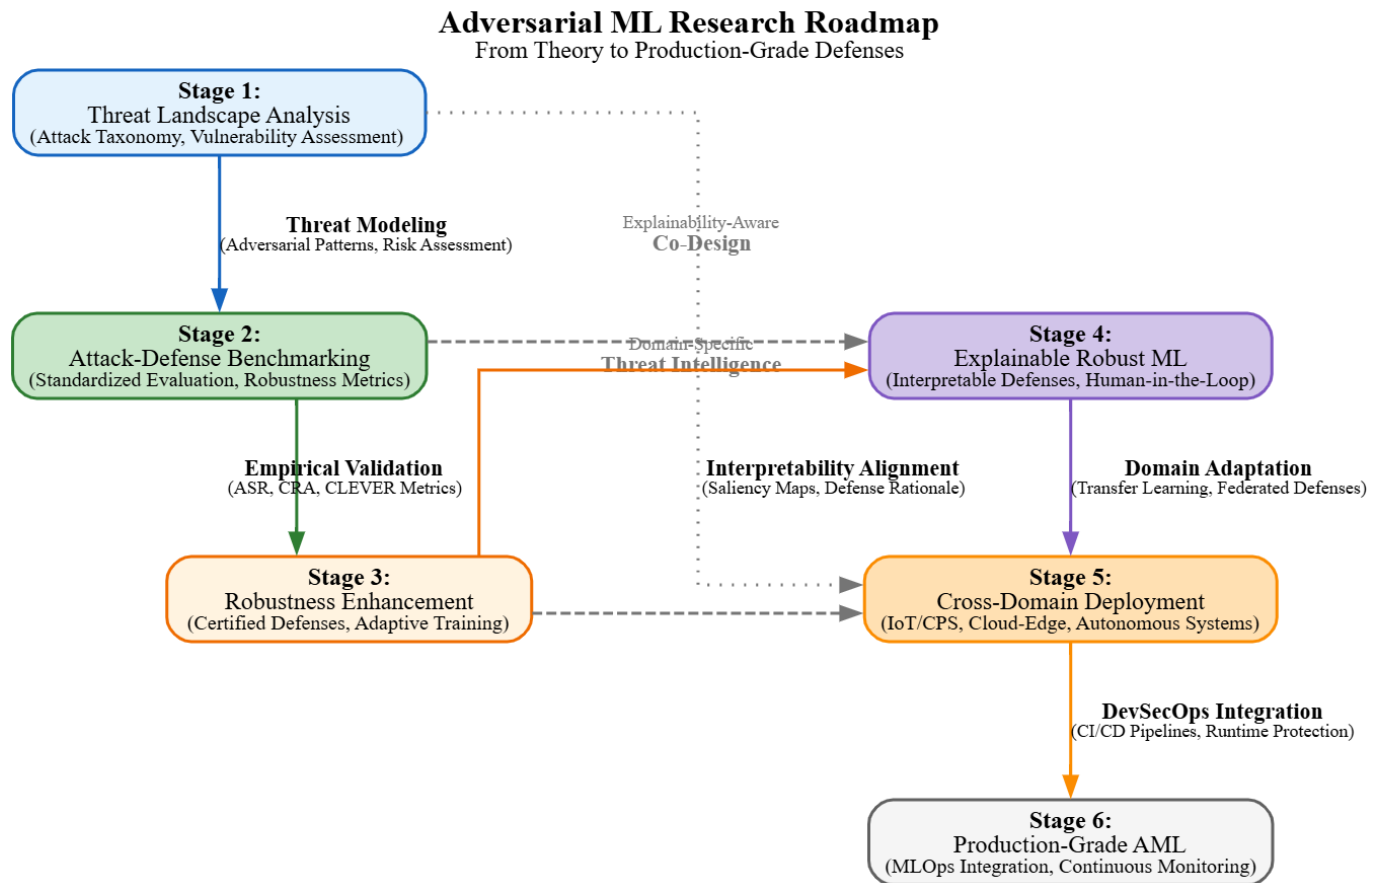 Adversarial ML Research Roadmap
From Theory to Production-Grade Defenses
Stage 1:
Threat Landscape Analysis
(Attack Taxonomy, Vulnerability Assessment)
Threat Modeling
(Adversarial Patterns, Risk Assessment)
Explainability-Aware
Co-Design
Stage 2:
Attack-Defense Benchmarking
(Standardized Evaluation, Robustness Metrics)
Domain-Specific
Threat Intelligence
Stage 4:
Explainable Robust ML
(Interpretable Defenses, Human-in-the-Loop)
Empirical Validation
(ASR, CRA, CLEVER Metrics)
Interpretability Alignment
(Saliency Maps, Defense Rationale)
Domain Adaptation
(Transfer Learning, Federated Defenses)
Stage 3:
Robustness Enhancement
(Certified Defenses, Adaptive Training)
Stage 5:
Cross-Domain Deployment
(IoT/CPS, Cloud-Edge, Autonomous Systems)
DevSecOps Integration
(CI/CD Pipelines, Runtime Protection)
Stage 6:
Production-Grade AML
(MLOps Integration, Continuous Monitoring)